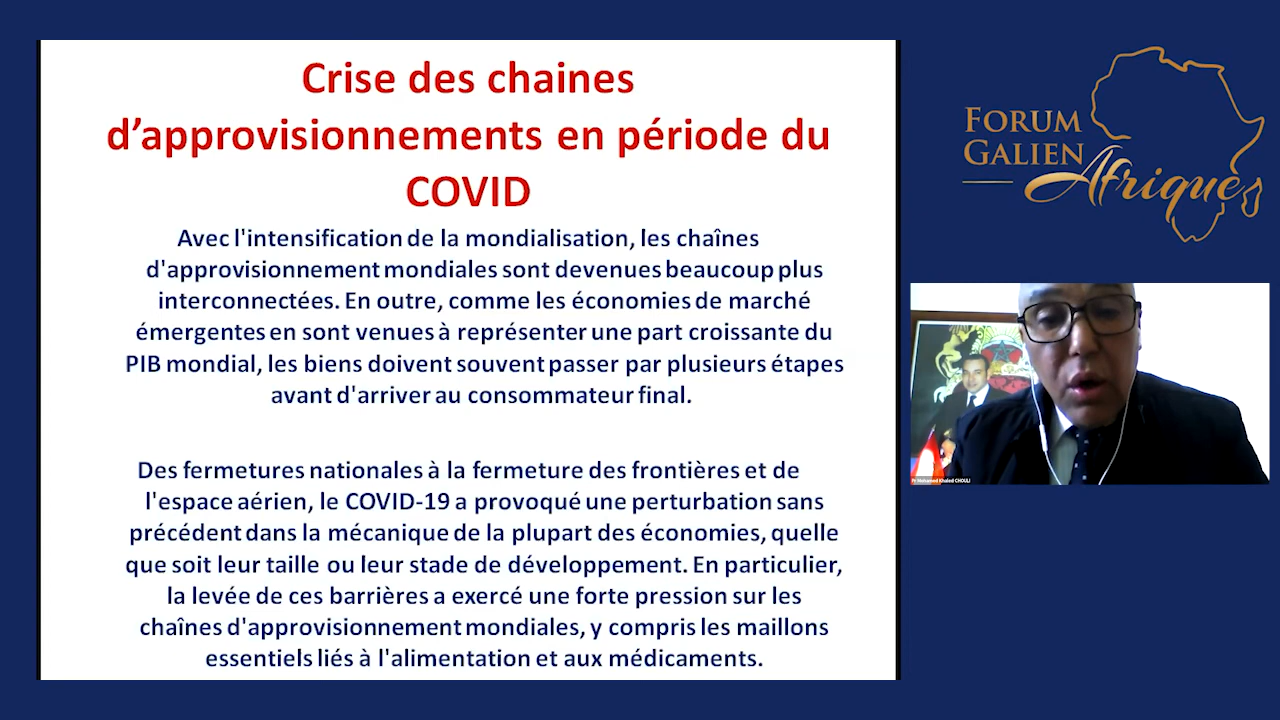 Crise des chaines
d’approvisionnements en période du
COVID
Avec l'intensification de la mondialisation, les chaînes
d'approvisionnement mondiales sont devenues beaucoup plus
interconnectées. En outre, comme les économies de marché
émergentes en sont venues à représenter une part croissante du
PIB mondial, les biens doivent souvent passer par plusieurs étapes
avant d'arriver au consommateur final.
Des fermetures nationales à la fermeture des frontières et de
l'espace aérien, le COVID-19 a provoqué une perturbation sans
précédent dans la mécanique de la plupart des économies, quelle
que soit leur taille ou leur stade de développement. En particulier,
la levée de ces barrières a exercé une forte pression sur les
chaînes d'approvisionnement mondiales, y compris les maillons
essentiels liés à l'alimentation et aux médicaments.
FORUM
GALIEN
Afrique
Pr Mohamed Khaled CHOULI